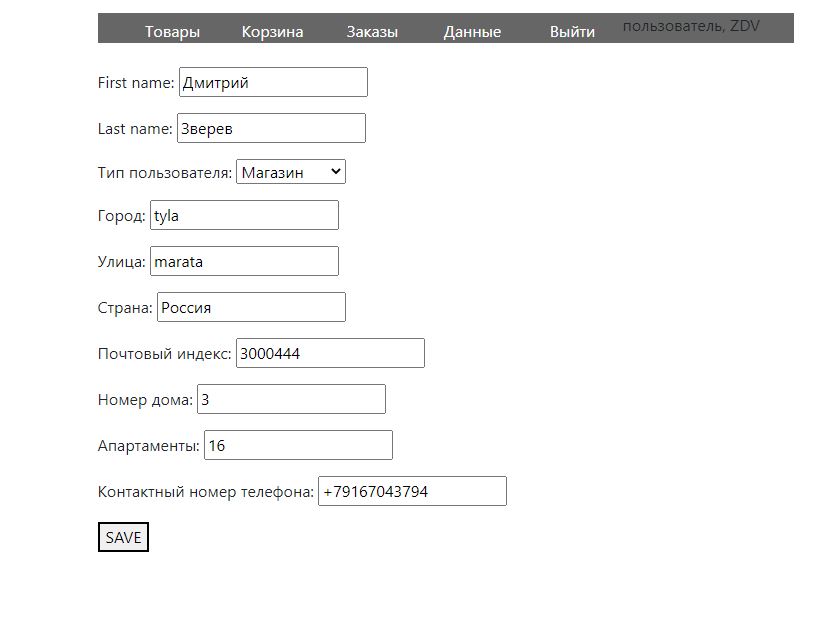 Товары Корзина Заказы Данные Выйти пользователь, ZDV
First name: Дмитрий
Last name: Зверев
Тип пользователя: Магазин
Город: tyla
Улица: marata
Страна: Россия
Почтовый индекс: 3000444
Номер дома: 3
Апартаменты: 16
Контактный номер телефона: +79167043794
SAVE